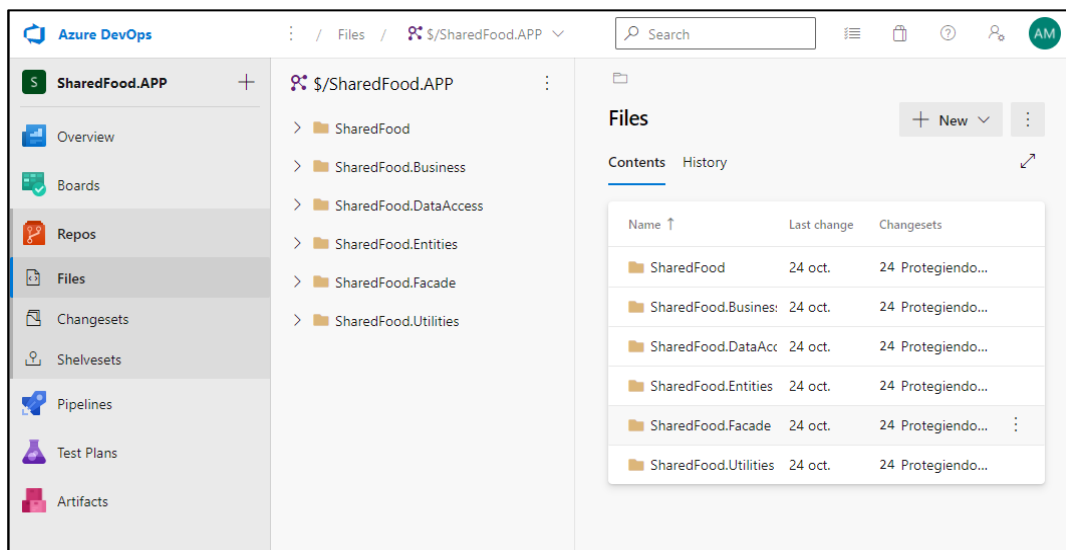 Azure DevOps
/ Files / $/SharedFood.APP
Search
AM
S SharedFood.APP
Overview
Boards
Repos
Files
Changesets
Shelvesets
Pipelines
Test Plans
Artifacts
$/SharedFood.APP
SharedFood
SharedFood.Business
SharedFood.DataAccess
SharedFood.Entities
SharedFood.Facade
SharedFood.Utilities
Files
+ New
Contents History
Name ↑ Last change Changesets
SharedFood 24 oct. 24 Protegiendo...
SharedFood.Busines 24 oct. 24 Protegiendo...
SharedFood.DataAcc 24 oct. 24 Protegiendo...
SharedFood.Entities 24 oct. 24 Protegiendo...
SharedFood.Facade 24 oct. 24 Protegiendo...
SharedFood.Utilities 24 oct. 24 Protegiendo...